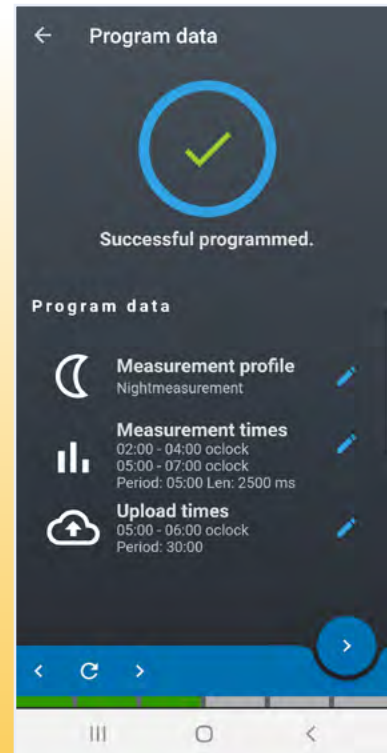 Program data
Successful programmed.
Program data
Measurement profile
Nightmeasurement
Measurement times
02:00 - 04:00 oclock
05:00 - 07:00 oclock
Period: 05:00 Len: 2500 ms
Upload times
05:00 - 06:00 oclock
Period: 30:00